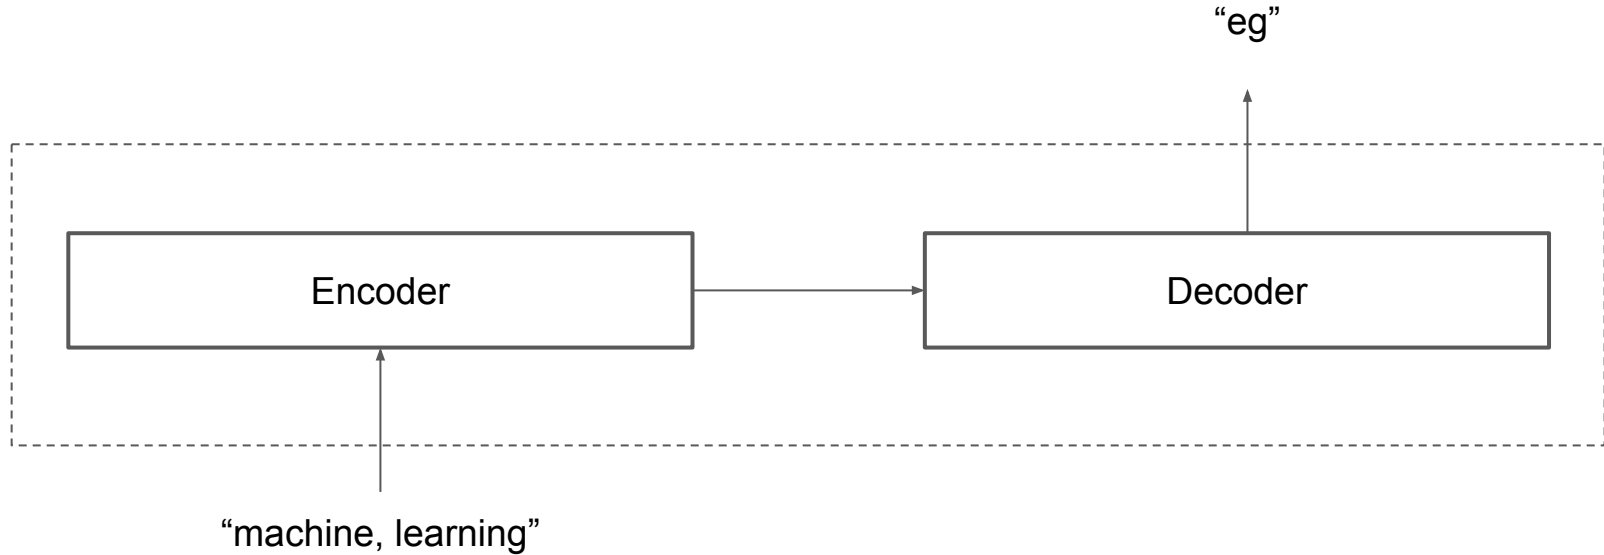 “eg”
Encoder
Decoder
“machine, learning”